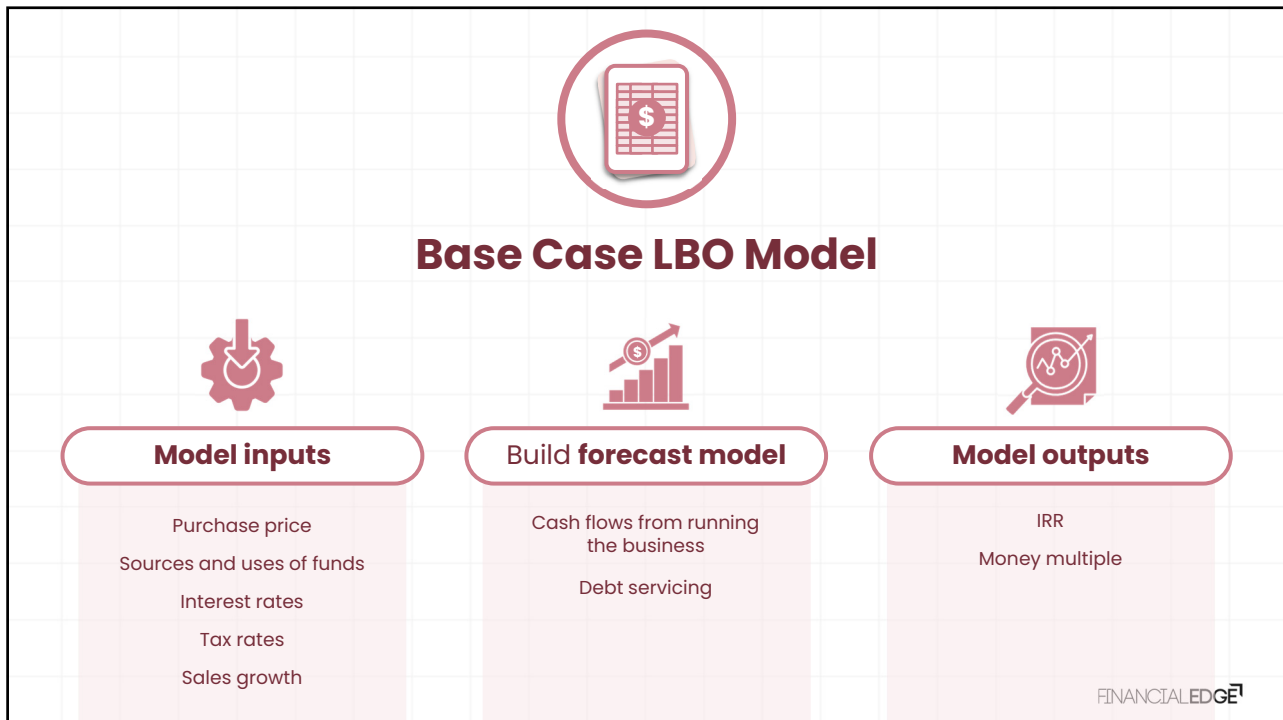 $
Base Case LBO Model
$
Model inputs
Purchase price
Sources and uses of funds
Interest rates
Tax rates
Sales growth
Build forecast model
Cash flows from running
the business
Debt servicing
Model outputs
IRR
Money multiple
FINANCIALEDGE